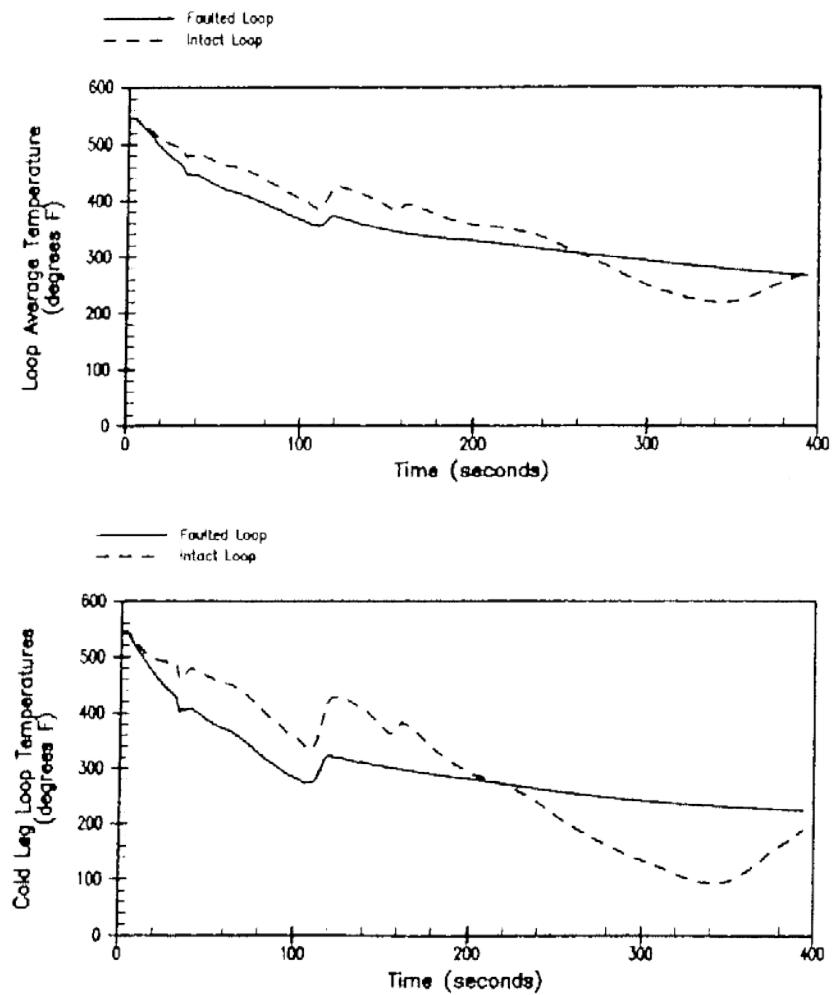 Faulted Loop
Intact Loop
600
500
400
300
200
100
0
Loop Average Temperature
(degrees F)
0 100 200 300 400
Time (seconds)
Faulted Loop
Intact Loop
600
500
400
300
200
100
0
Cold Leg Loop Temperatures
(degrees F)
0 100 200 300 400
Time (seconds)